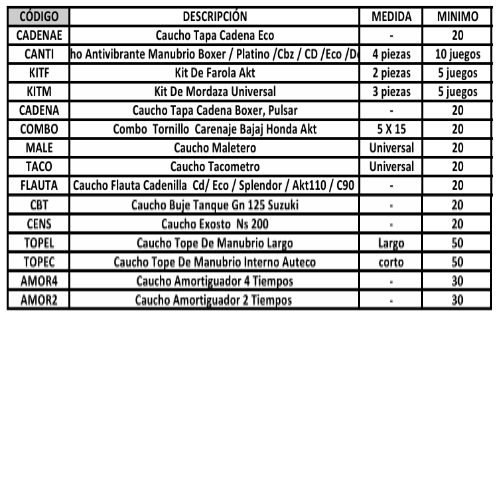 CÓDIGO DESCRIPCIÓN MEDIDA MINIMO
CADENAE Caucho Tapa Cadena Eco - 20
CANTI ho Antivibrante Manubrio Boxer / Platino /Cbz / CD /Eco /De 4 piezas 10 juegos
KITF Kit De Farola Akt 2 piezas 5 juegos
KITM Kit De Mordaza Universal 3 piezas 5 juegos
CADENA Caucho Tapa Cadena Boxer, Pulsar - 20
COMBO Combo Tornillo Carenaje Bajaj Honda Akt 5 X 15 20
MALE Caucho Maletero Universal 20
TACO Caucho Tacometro Universal 20
FLAUTA Caucho Flauta Cadenilla Cd/ Eco / Splendor / Akt110 / C90 - 20
CBT Caucho Buje Tanque Gn 125 Suzuki - 20
CENS Caucho Exosto Ns 200 - 20
TOPEL Caucho Tope De Manubrio Largo Largo 50
TOPEC Caucho Tope De Manubrio Interno Auteco corto 50
AMOR4 Caucho Amortiguador 4 Tiempos - 30
AMOR2 Caucho Amortiguador 2 Tiempos - 30